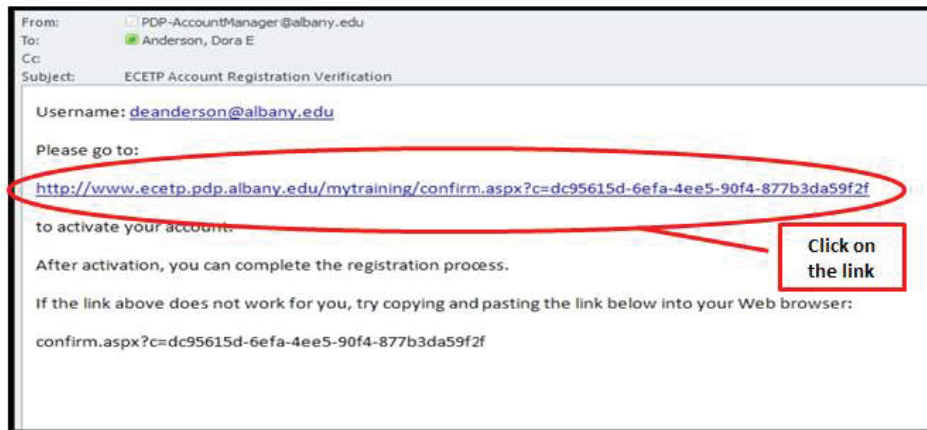 From: PDP-AccountManager@albany.edu
To: Anderson, Dora E
Cc:
Subject: ECETP Account Registration Verification
Username: deanderson@albany.edu
Please go to:
http://www.ecetp.pdp.albany.edu/mytraining/confirm.aspx?c=dc95615d-6efa-4ee5-90f4-877b3da59f2f
to activate your account.
Click on
the link
After activation, you can complete the registration process.
If the link above does not work for you, try copying and pasting the link below into your Web browser:
confirm.aspx?c=dc95615d-6efa-4ee5-90f4-877b3da59f2f